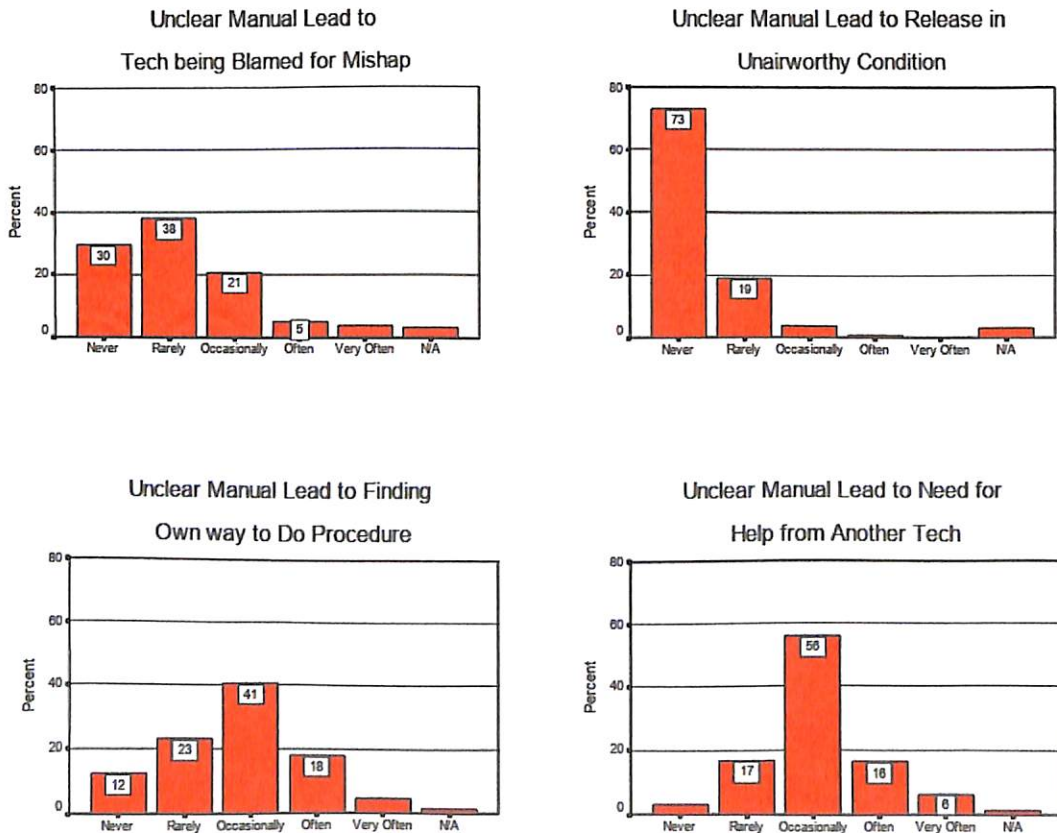 Unclear Manual Lead to
Tech being Blamed for Mishap
80
60
40
20
0
Percent
30
38
21
5
Never Rarely Occasionally Often Very Often N/A
Unclear Manual Lead to Release in
Unairworthy Condition
80
60
40
20
0
Percent
73
19
Never Rarely Occasionally Often Very Often N/A
Unclear Manual Lead to Finding
Own way to Do Procedure
80
60
40
20
0
Percent
12
23
41
18
Never Rarely Occasionally Often Very Often N/A
Unclear Manual Lead to Need for
Help from Another Tech
80
60
40
20
0
Percent
17
56
16
6
Never Rarely Occasionally Often Very Often N/A